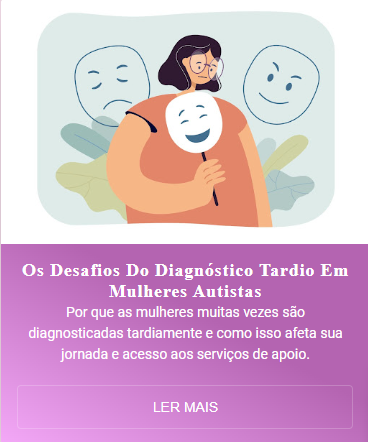 Os Desafios Do Diagnóstico Tardio Em
Mulheres Autistas
Por que as mulheres muitas vezes são
diagnosticadas tardiamente e como isso afeta sua
jornada e acesso aos serviços de apoio.
LER MAIS